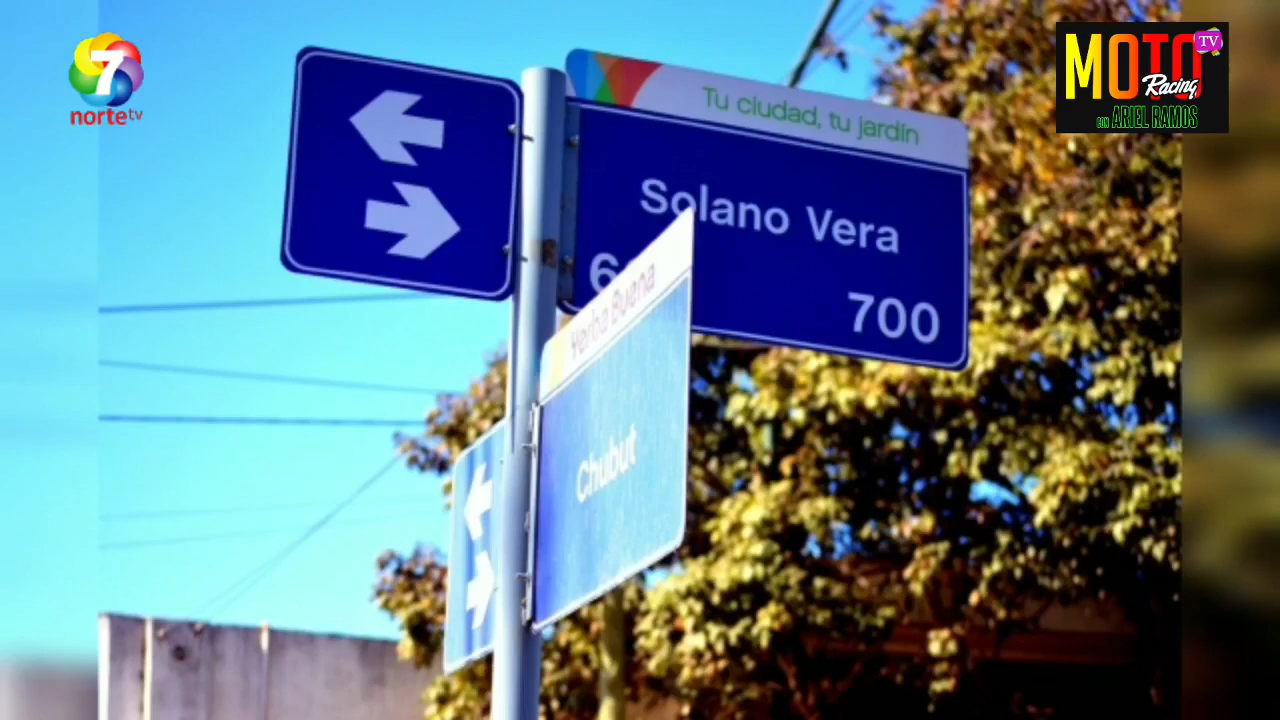 7
norte tv
MOTO TV
Racing
CON ARIEL RAMOS
Tu ciudad, tu jardín
Solano Vera
700
Yerba Buena
Chubut